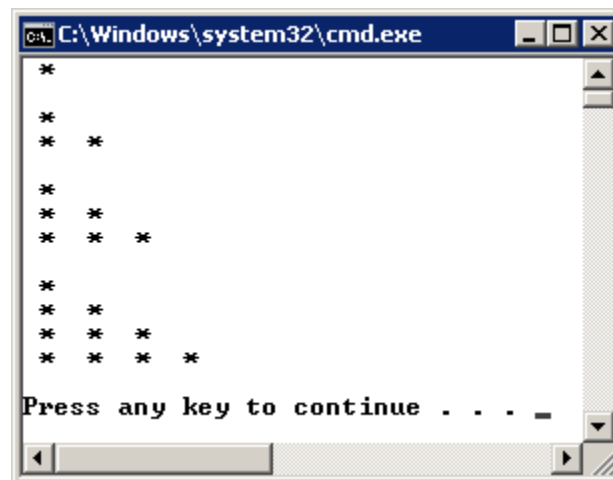 C:\Windows\system32\cmd.exe
*
*
* *
*
* *
* * *
*
* *
* * *
* * * *
Press any key to continue . . . _